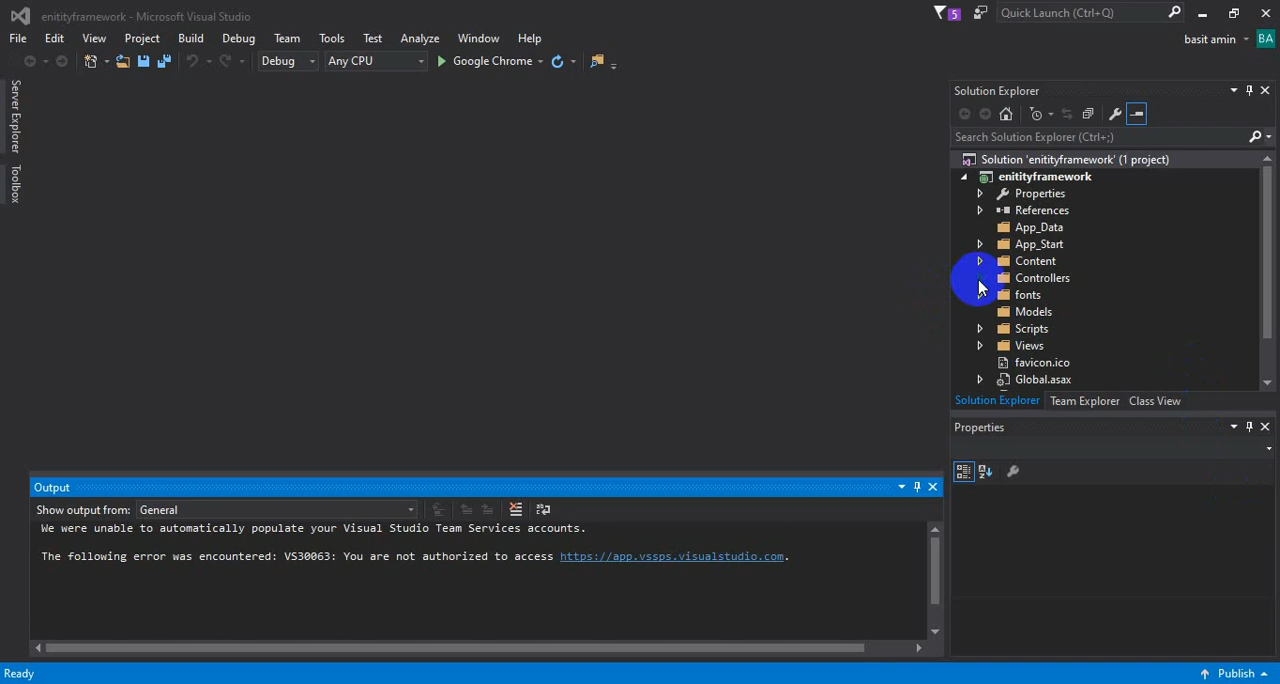 enitityframework - Microsoft Visual Studio
5
Quick Launch (Ctrl+Q)
File Edit View Project Build Debug Team Tools Test Analyze Window Help
basit amin BA
Debug Any CPU Google Chrome
Server Explorer
Toolbox
Solution Explorer
Search Solution Explorer (Ctrl+;)
Solution 'enitityframework' (1 project)
enitityframework
Properties
References
App_Data
App_Start
Content
Controllers
fonts
Models
Scripts
Views
favicon.ico
Global.asax
Solution Explorer Team Explorer Class View
Properties
Output
Show output from: General
We were unable to automatically populate your Visual Studio Team Services accounts.
The following error was encountered: VS30063: You are not authorized to access https://app.vssps.visualstudio.com.
Ready
Publish